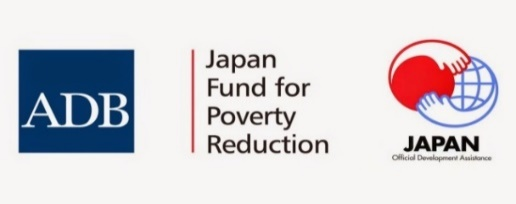 ADB
Japan
Fund for
Poverty
Reduction
JAPAN
Official Development Assistance